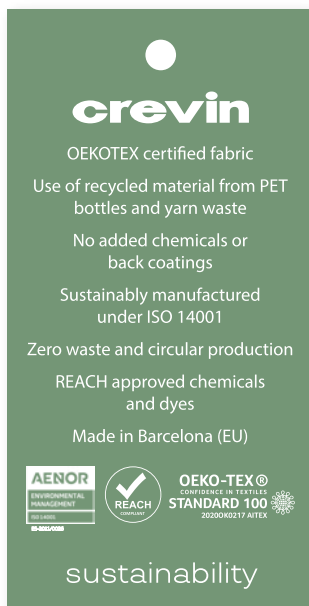 crevin
OEKOTEX certified fabric
Use of recycled material from PET
bottles and yarn waste
No added chemicals or
back coatings
Sustainably manufactured
under ISO 14001
Zero waste and circular production
REACH approved chemicals
and dyes
Made in Barcelona (EU)
AENOR
ENVIRONMENTAL
MANAGEMENT
ISO 14001
REACH
COMPLIANT
OEKO-TEX®
CONFIDENCE IN TEXTILES
STANDARD 100
2020OK0217 AITEX
sustainability